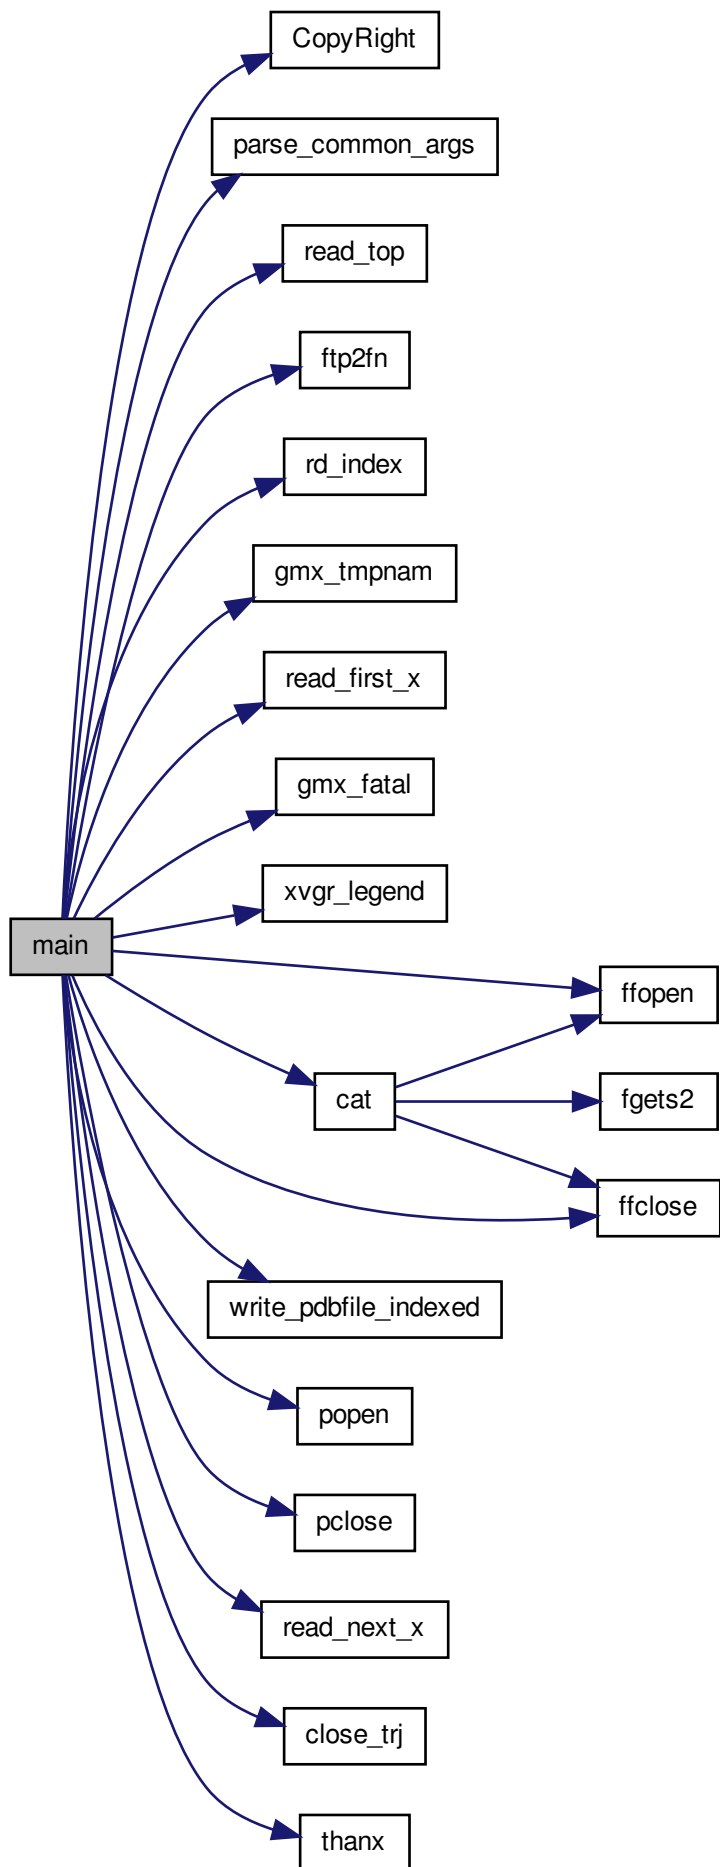 CopyRight
parse_common_args
read_top
ftp2fn
rd_index
gmx_tmpnam
read_first_x
gmx_fatal
xvgr_legend
main
ffopen
cat
fgets2
ffclose
write_pdbfile_indexed
popen
pclose
read_next_x
close_trj
thanx